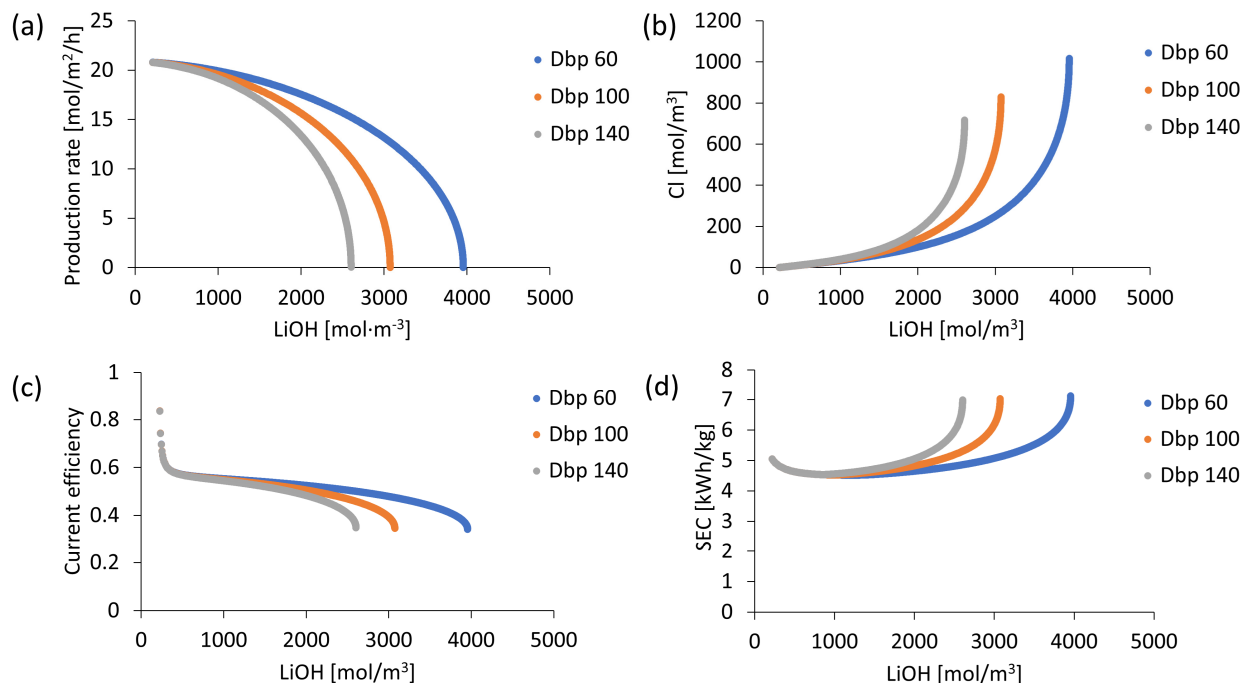 (a)
Production rate [mol/m²/h]
25
20
15
10
5
0
0 1000 2000 3000 4000 5000
LiOH [mol·m⁻³]
Dbp 60
Dbp 100
Dbp 140
(b)
Cl [mol/m³]
1200
1000
800
600
400
200
0
0 1000 2000 3000 4000 5000
LiOH [mol/m³]
Dbp 60
Dbp 100
Dbp 140
(c)
Current efficiency
1
0.8
0.6
0.4
0.2
0
0 1000 2000 3000 4000 5000
LiOH [mol/m³]
Dbp 60
Dbp 100
Dbp 140
(d)
SEC [kWh/kg]
8
7
6
5
4
3
2
1
0
0 1000 2000 3000 4000 5000
LiOH [mol/m³]
Dbp 60
Dbp 100
Dbp 140